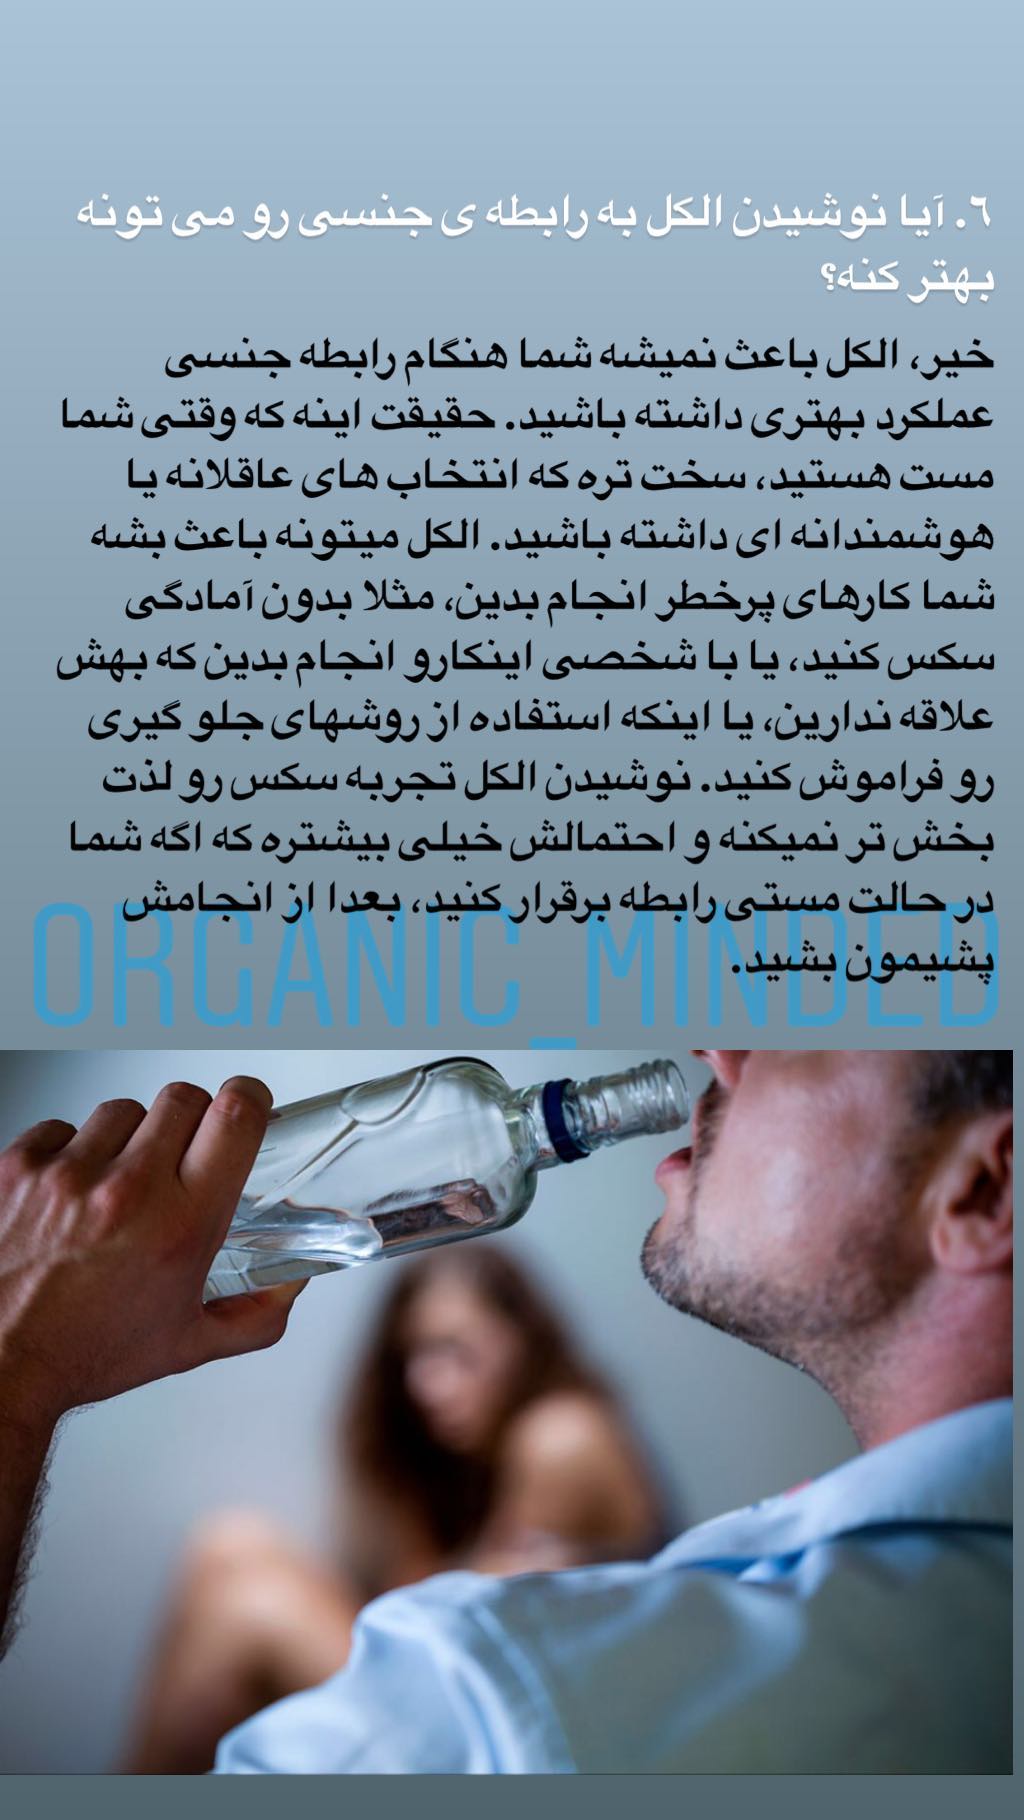 ٦. آیا نوشیدن الکل به رابطه ی جنسی رو می تونه
بهتر کنه؟
خیر، الکل باعث نمیشه شما هنگام رابطه جنسی
عملکرد بهتری داشته باشید. حقیقت اینه که وقتی شما
مست هستید، سخت تره که انتخاب های عاقلانه یا
هوشمندانه ای داشته باشید. الکل میتونه باعث بشه
شما کارهای پرخطر انجام بدین، مثلا بدون آمادگی
سکس کنید، یا با شخصی اینکارو انجام بدین که بهش
علاقه ندارین، یا اینکه استفاده از روشهای جلو گیری
رو فراموش کنید. نوشیدن الکل تجربه سکس رو لذت
بخش تر نمیکنه و احتمالش خیلی بیشتره که اگه شما
در حالت مستی رابطه برقرار کنید، بعدا از انجامش
پشیمون بشید.
ORGANIC_MINDED